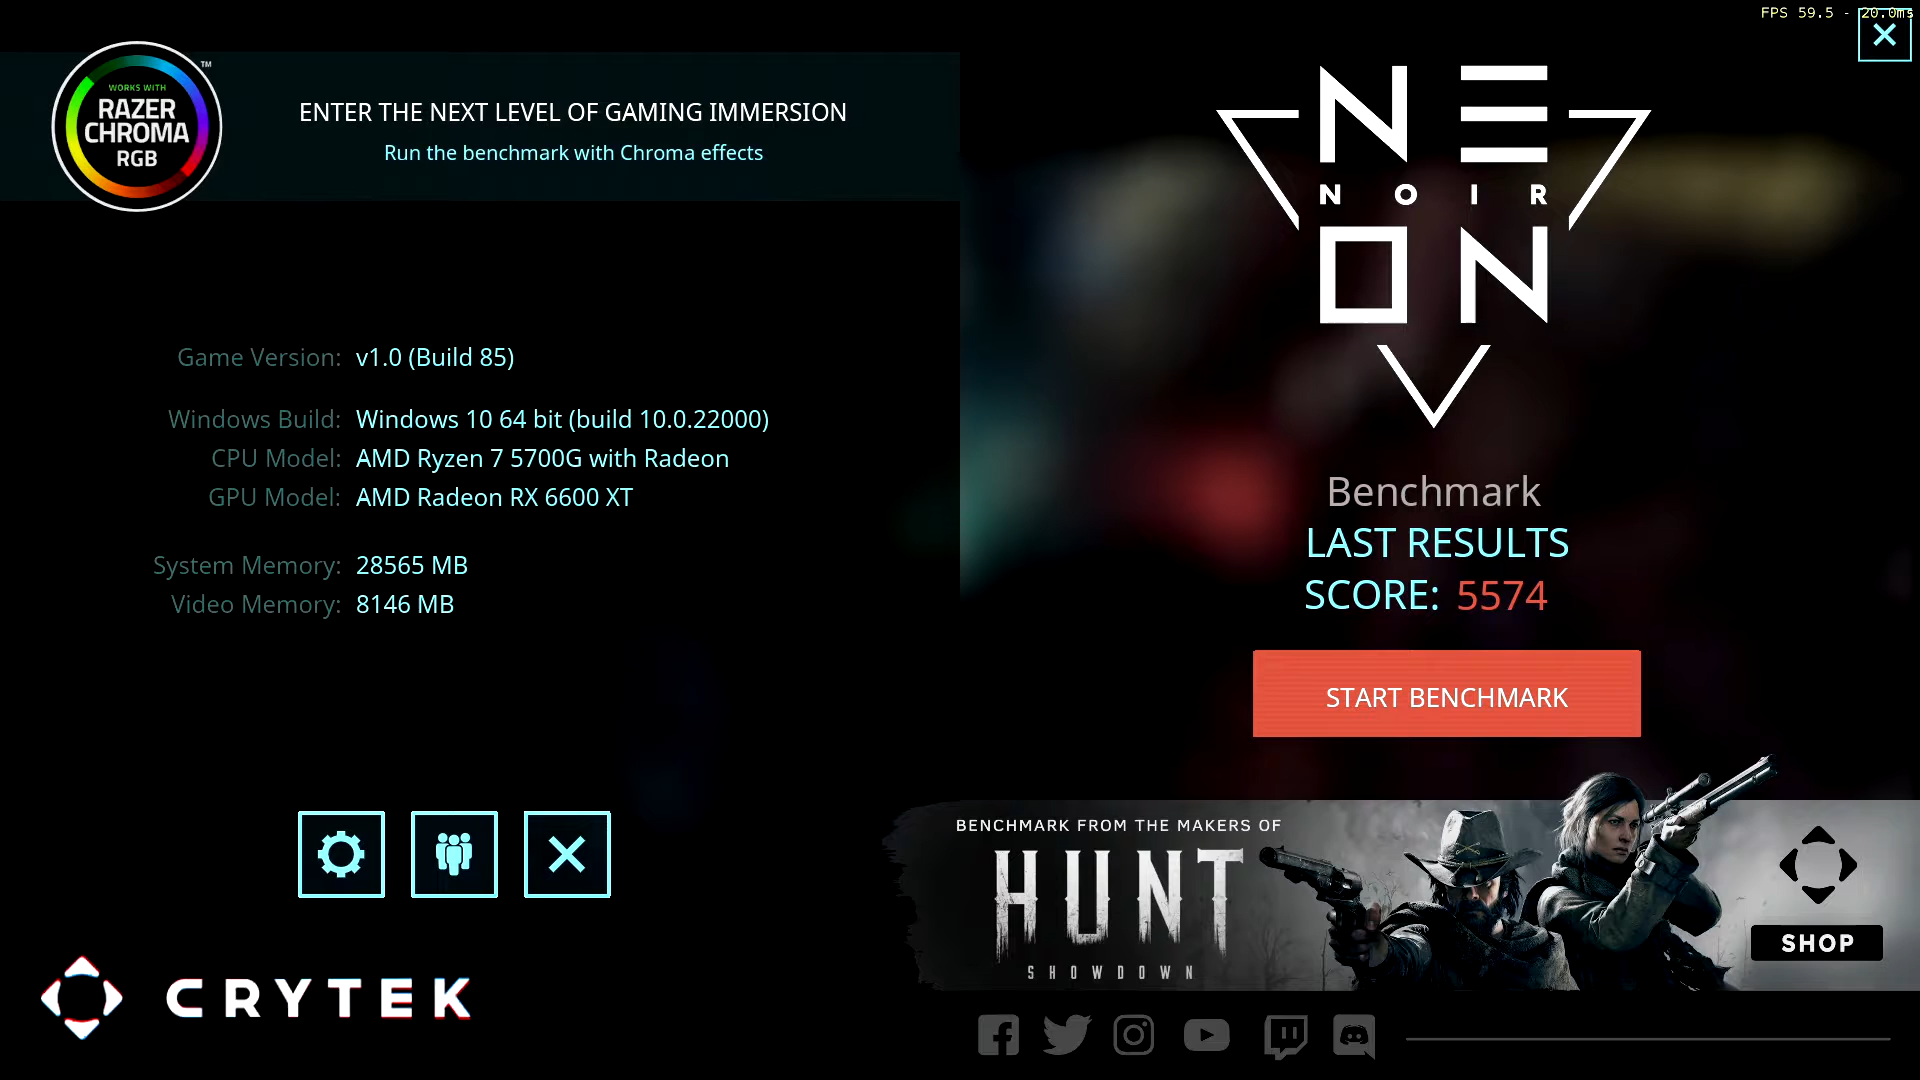 FPS 59.5 - 20.0ms
WORKS WITH
RAZER
CHROMA
RGB
TM
ENTER THE NEXT LEVEL OF GAMING IMMERSION
Run the benchmark with Chroma effects
Game Version: v1.0 (Build 85)
Windows Build: Windows 10 64 bit (build 10.0.22000)
CPU Model: AMD Ryzen 7 5700G with Radeon
GPU Model: AMD Radeon RX 6600 XT
System Memory: 28565 MB
Video Memory: 8146 MB
CRYTEK
NE
NOIR
ON
Benchmark
LAST RESULTS
SCORE: 5574
START BENCHMARK
BENCHMARK FROM THE MAKERS OF
HUNT
SHOWDOWN
SHOP